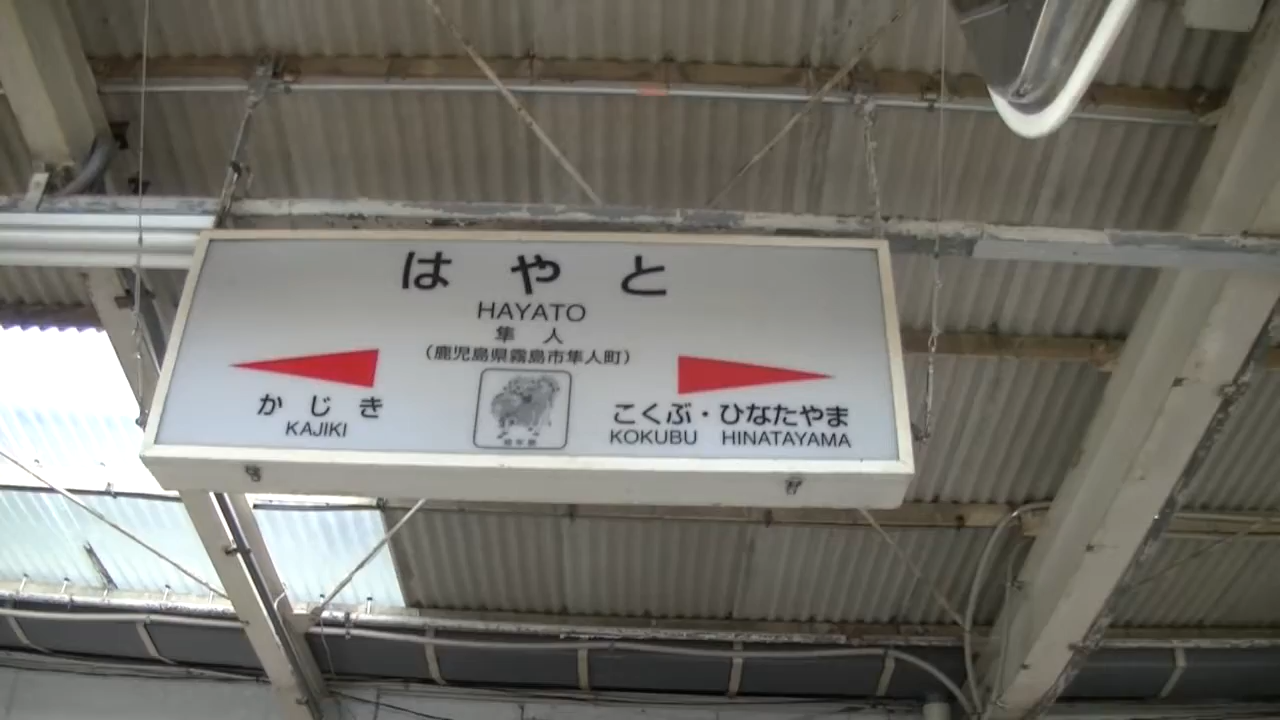 はやと
HAYATO
隼人
（鹿児島県霧島市隼人町）
かじき
KAJIKI
こくぶ・ひなたやま
KOKUBU HINATAYAMA